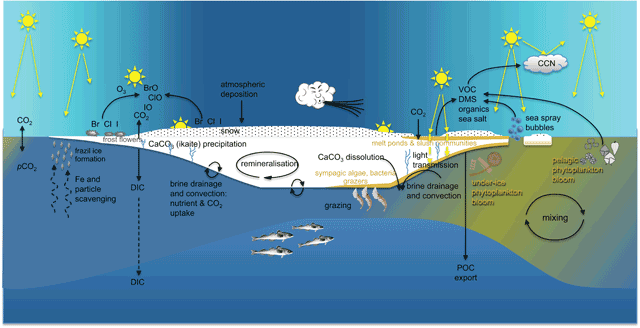 CCN
VOC
DMS
organics
sea salt
O₃
BrO
ClO
IO
CO₂
Br Cl I
Br Cl I
atmospheric
deposition
CO₂
CO₂
sea spray
bubbles
frost flowers
snow
melt ponds & slush communities
frazil-ice
formation
CaCO₃ (ikaite) precipitation
remineralisation
CaCO₃ dissolution
light
transmission
pelagic
phytoplankton
bloom
pCO₂
Fe and
particle
scavenging
DIC
brine drainage
and convection:
nutrient & CO₂
uptake
sympagic algae, bacteria
grazers
brine drainage
and convection
under-ice
phytoplankton
bloom
grazing
mixing
DIC
POC
export